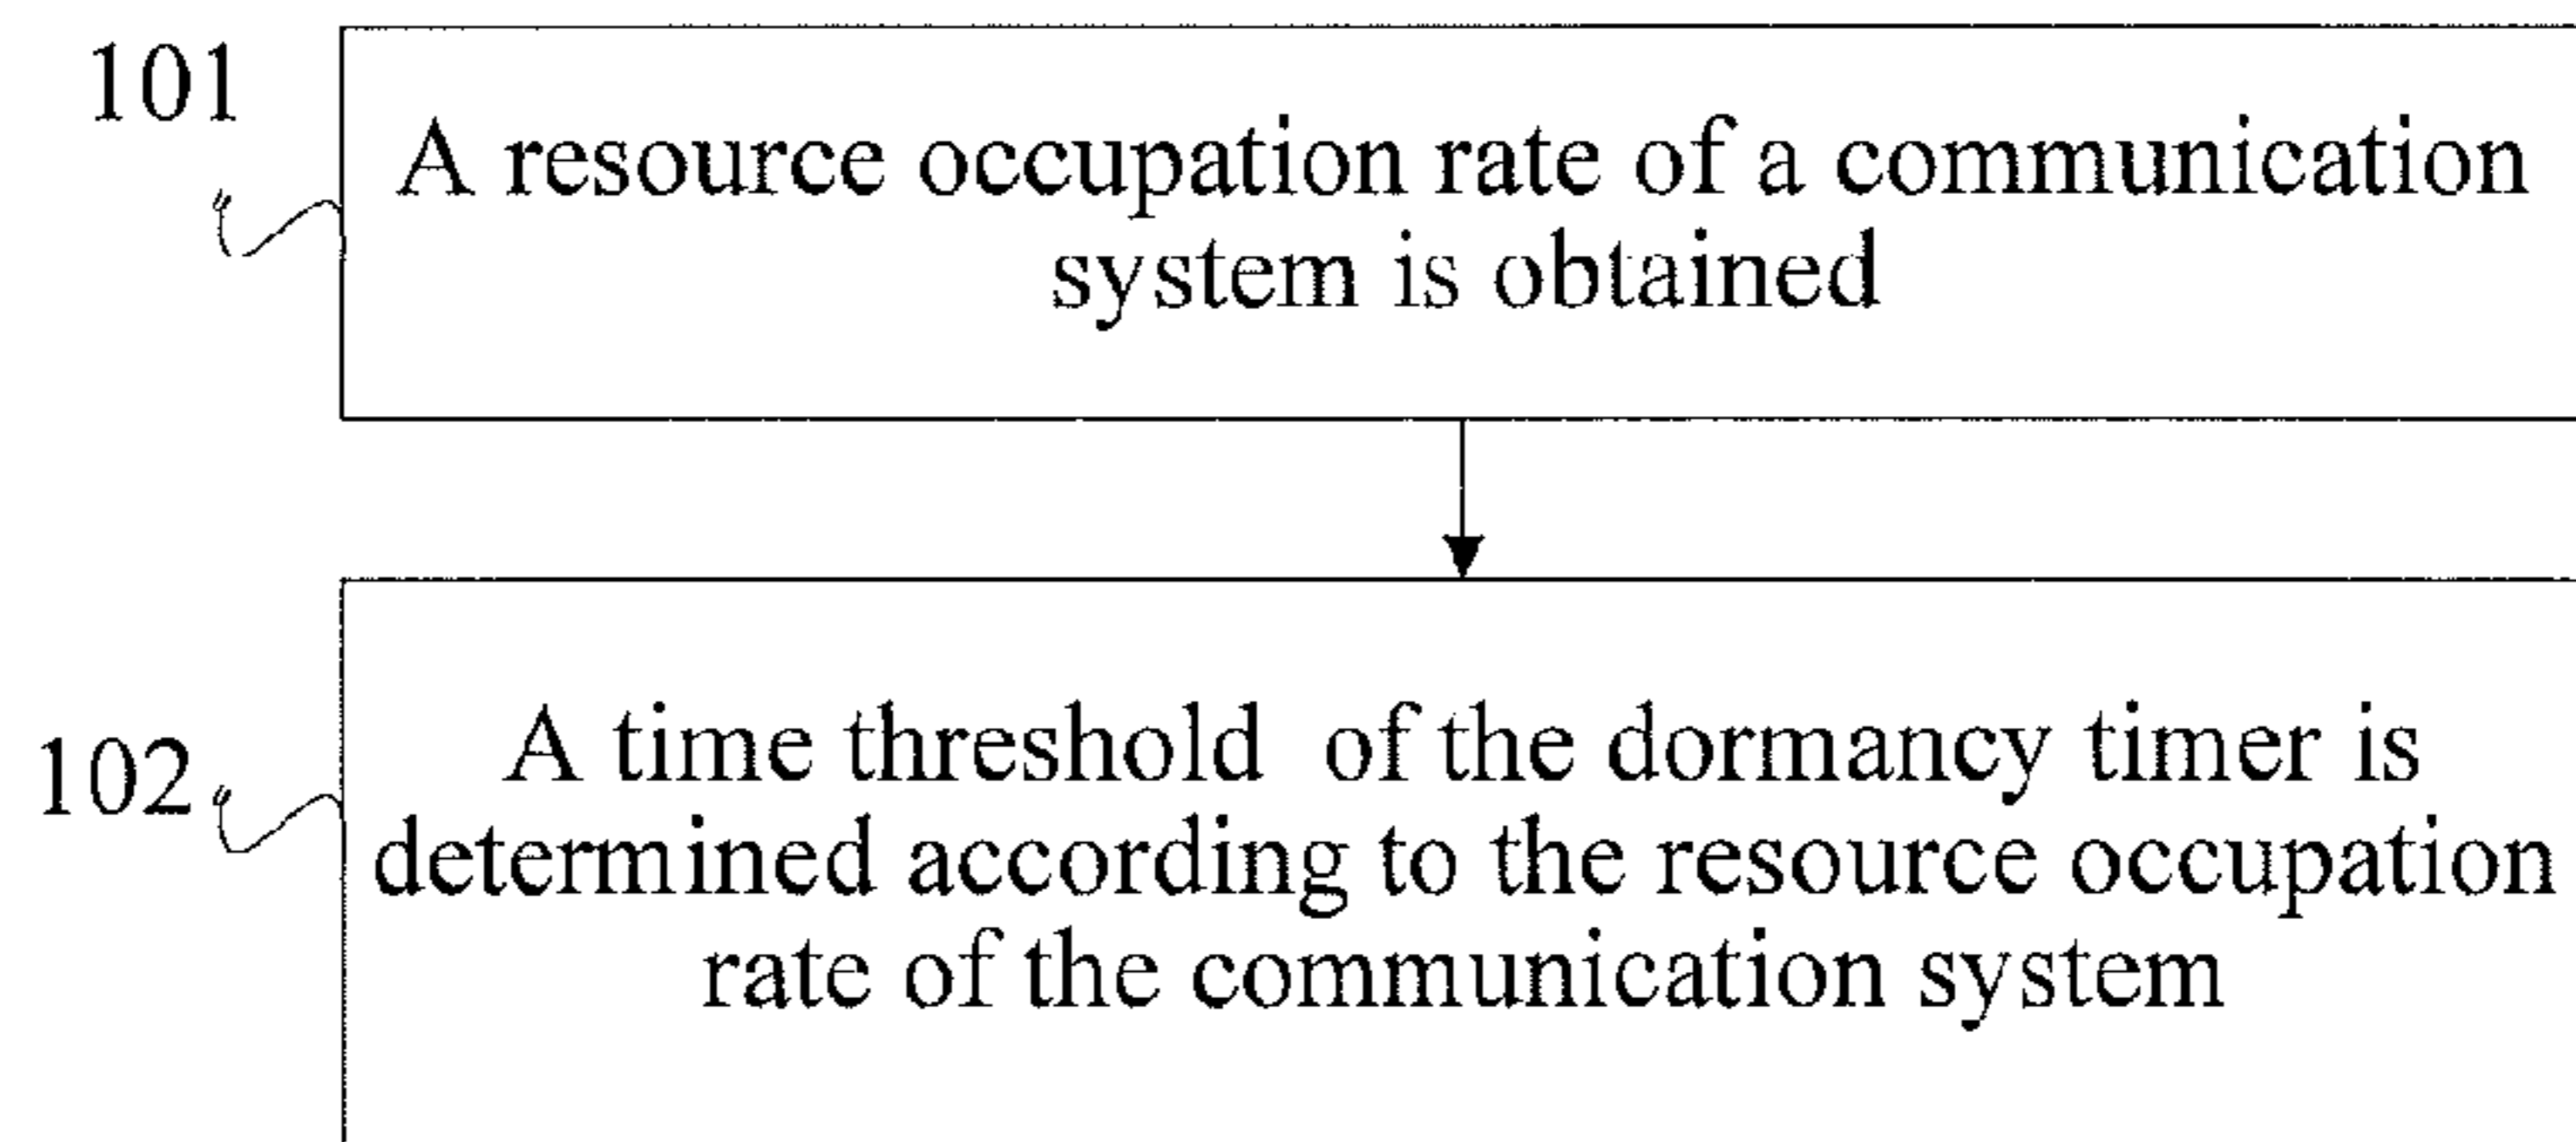 101
A resource occupation rate of a communication
system is obtained
102
A time threshold of the dormancy timer is
determined according to the resource occupation
rate of the communication system